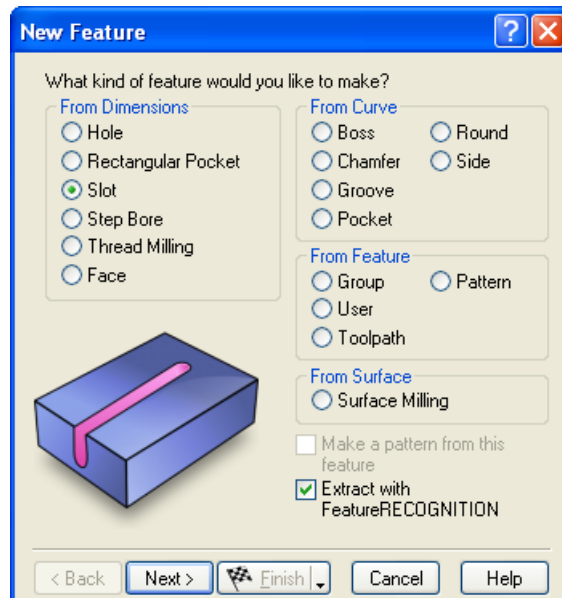 New Feature
What kind of feature would you like to make?
From Dimensions
Hole
Rectangular Pocket
Slot
Step Bore
Thread Milling
Face
From Curve
Boss
Round
Chamfer
Side
Groove
Pocket
From Feature
Group
Pattern
User
Toolpath
From Surface
Surface Milling
Make a pattern from this
feature
Extract with
FeatureRECOGNITION
< Back
Next >
Finish
Cancel
Help